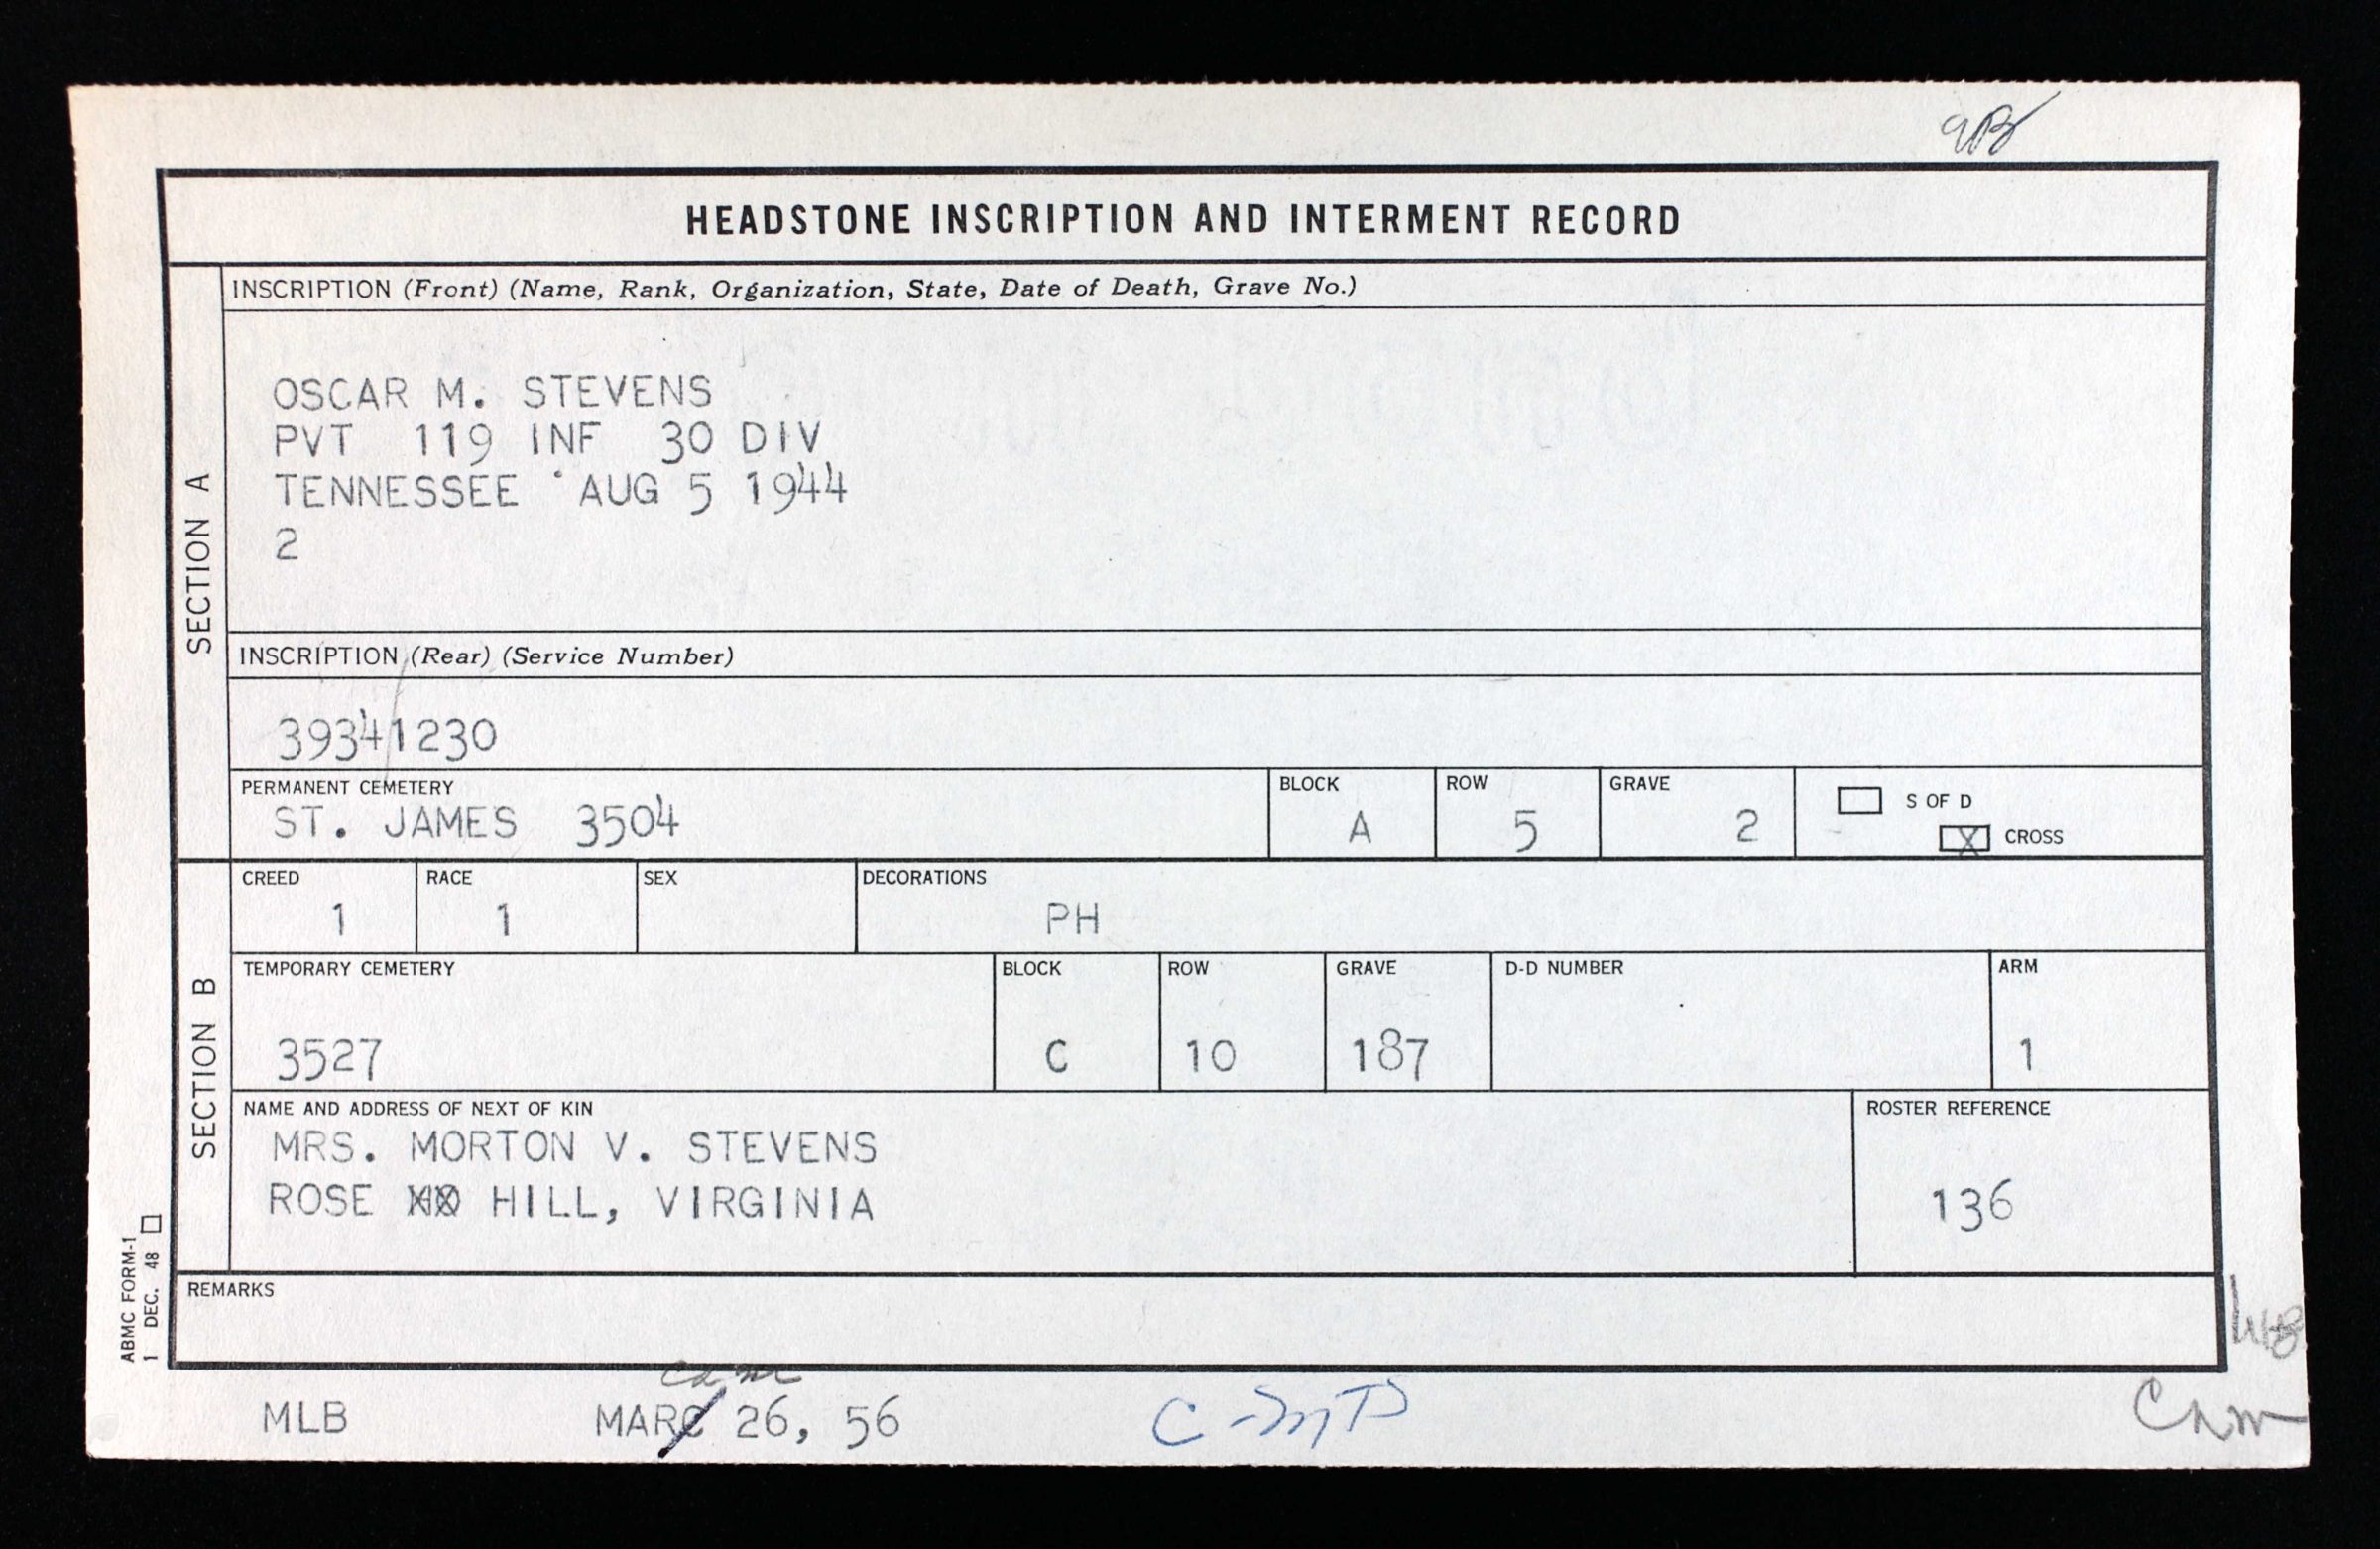 HEADSTONE INSCRIPTION AND INTERMENT RECORD
SECTION A
INSCRIPTION (Front) (Name, Rank, Organization, State, Date of Death, Grave No.)
OSCAR M. STEVENS
PVT 119 INF 30 DIV
TENNESSEE AUG 5 1944
2
INSCRIPTION (Rear) (Service Number)
39341230
PERMANENT CEMETERY BLOCK ROW GRAVE S OF D
ST. JAMES 3504 A 5 2 X CROSS
SECTION B
CREED RACE SEX DECORATIONS
1 1 PH
TEMPORARY CEMETERY BLOCK ROW GRAVE D-D NUMBER ARM
3527 C 10 187 1
NAME AND ADDRESS OF NEXT OF KIN ROSTER REFERENCE
MRS. MORTON V. STEVENS
ROSE HILL, VIRGINIA 136
REMARKS
ABMC FORM-1
1 DEC. 48
MLB MARC 26, 56